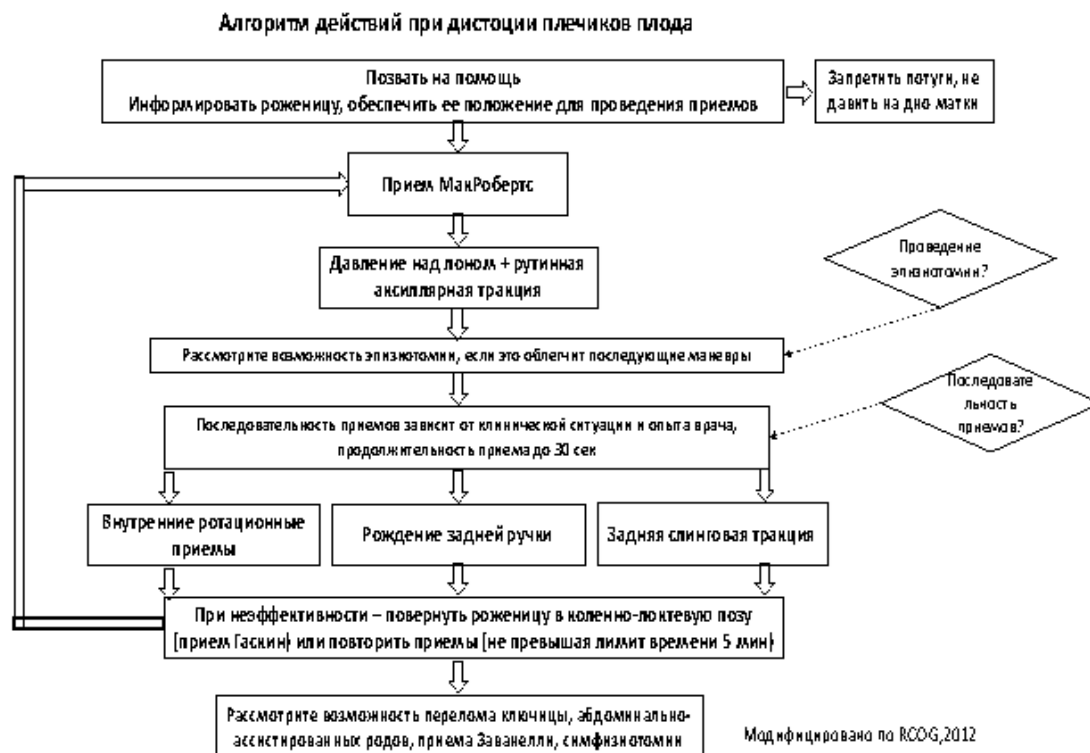 Алгоритм действий при дистоции плечиков плода
Позвать на помощь
Информировать роженицу, обеспечить ее положение для проведения приемов
Запретить потуги, не
давить на дно матки
Прием МакРобертс
Давление над лоном + рутинная
аксиллярная тракция
Проведение
эпизиотомии?
Рассмотрите возможность эпизиотомии, если это облегчит последующие маневры
Последовате
льность
приемов?
Последовательность приемов зависит от клинической ситуации и опыта врача,
продолжительность приема до 30 сек
Внутренние ротационные
приемы
Рождение задней ручки
Задняя слинговая тракция
При неэффективности – повернуть роженицу в коленно-локтевую позу
(прием Гаскин) или повторить приемы (не превышая лимит времени 5 мин)
Рассмотрите возможность перелома ключицы, абдоминально-
ассистированных родов, приема Заванелли, симфизиотомии
Модифицировано по RCOG,2012